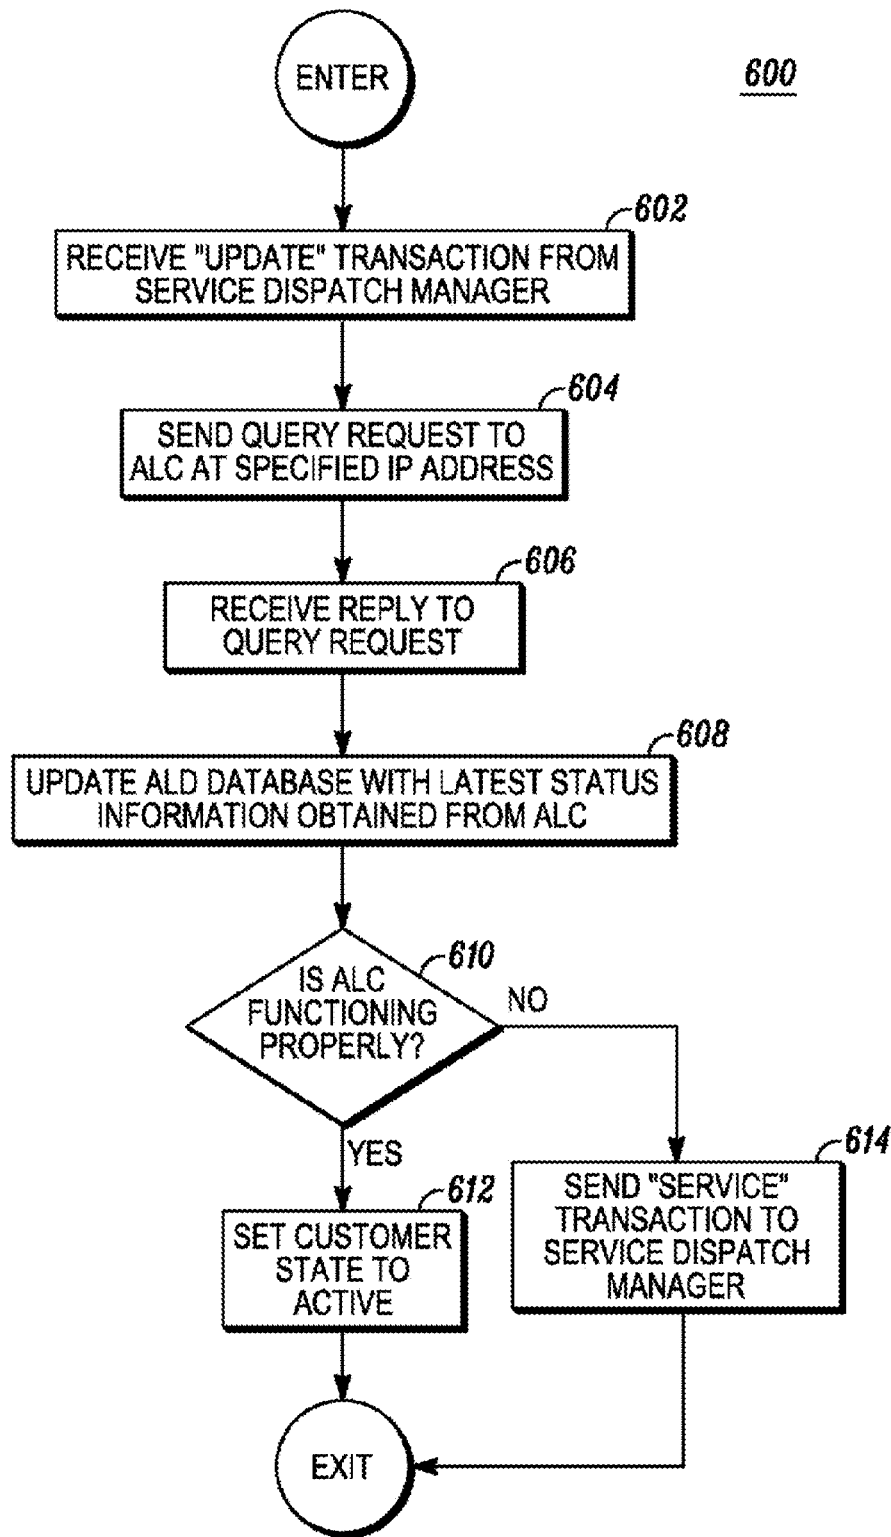 ENTER
600
602
RECEIVE "UPDATE" TRANSACTION FROM
SERVICE DISPATCH MANAGER
604
SEND QUERY REQUEST TO
ALC AT SPECIFIED IP ADDRESS
606
RECEIVE REPLY TO
QUERY REQUEST
608
UPDATE ALD DATABASE WITH LATEST STATUS
INFORMATION OBTAINED FROM ALC
610
IS ALC
FUNCTIONING
PROPERLY?
NO
YES
612
SET CUSTOMER
STATE TO
ACTIVE
614
SEND "SERVICE"
TRANSACTION TO
SERVICE DISPATCH
MANAGER
EXIT